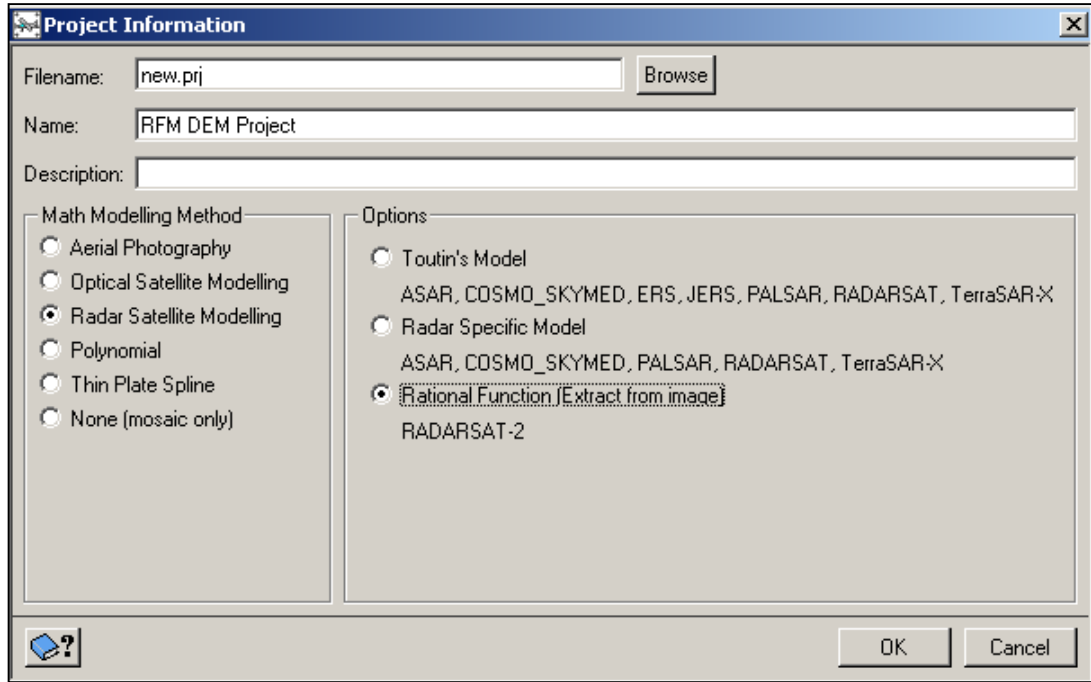 Project Information
Filename: new.prj Browse
Name: RFM DEM Project
Description:
Math Modelling Method
Aerial Photography
Optical Satellite Modelling
Radar Satellite Modelling
Polynomial
Thin Plate Spline
None (mosaic only)
Options
Toutin's Model
ASAR, COSMO_SKYMED, ERS, JERS, PALSAR, RADARSAT, TerraSAR-X
Radar Specific Model
ASAR, COSMO_SKYMED, PALSAR, RADARSAT, TerraSAR-X
Rational Function (Extract from image)
RADARSAT-2
?
OK Cancel